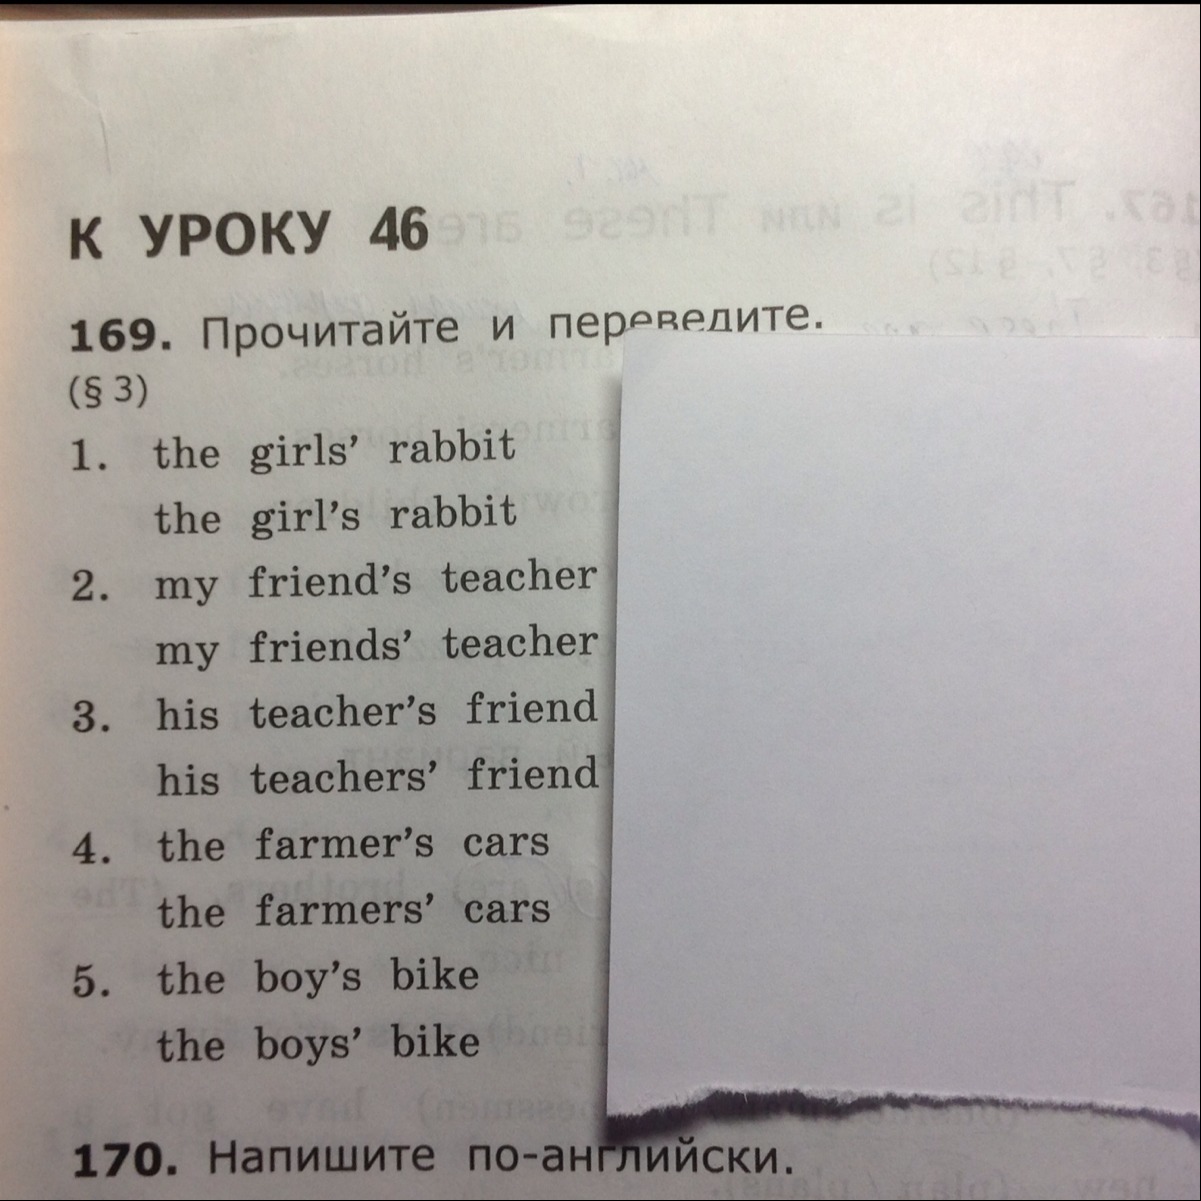 К УРОКУ 46
169. Прочитайте и переведите.
(§ 3)
1. the girls’ rabbit
the girl’s rabbit
2. my friend’s teacher
my friends’ teacher
3. his teacher’s friend
his teachers’ friend
4. the farmer’s cars
the farmers’ cars
5. the boy’s bike
the boys’ bike
170. Напишите по-английски.